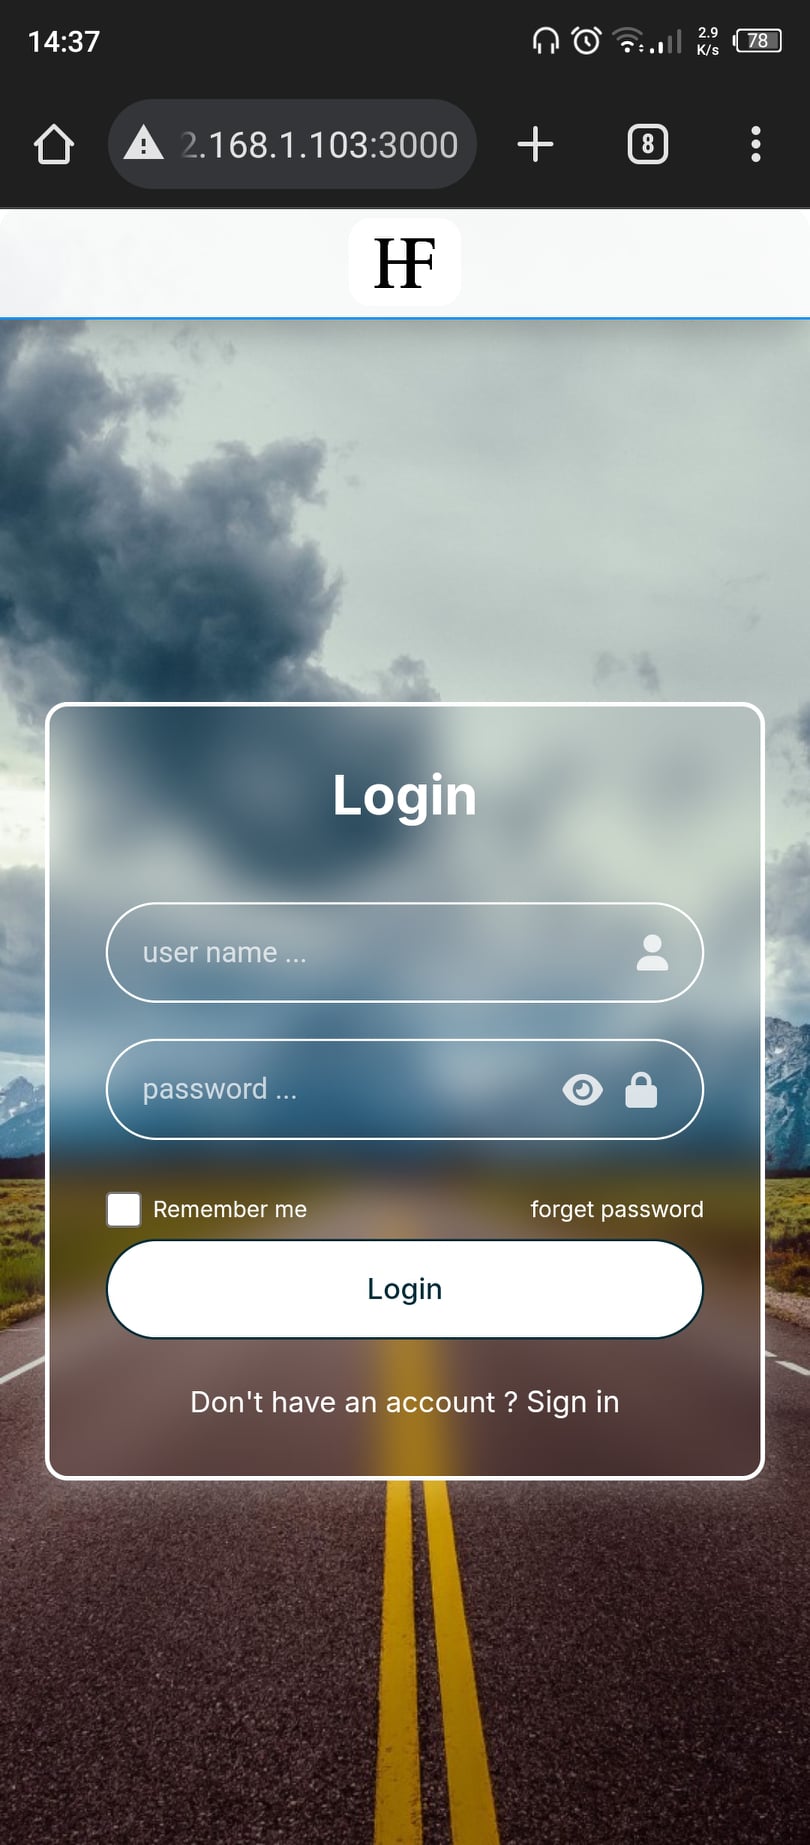 14:37
2.9
K/s
78
2.168.1.103:3000
8
HF
Login
user name ...
password ...
Remember me
forget password
Login
Don't have an account ? Sign in